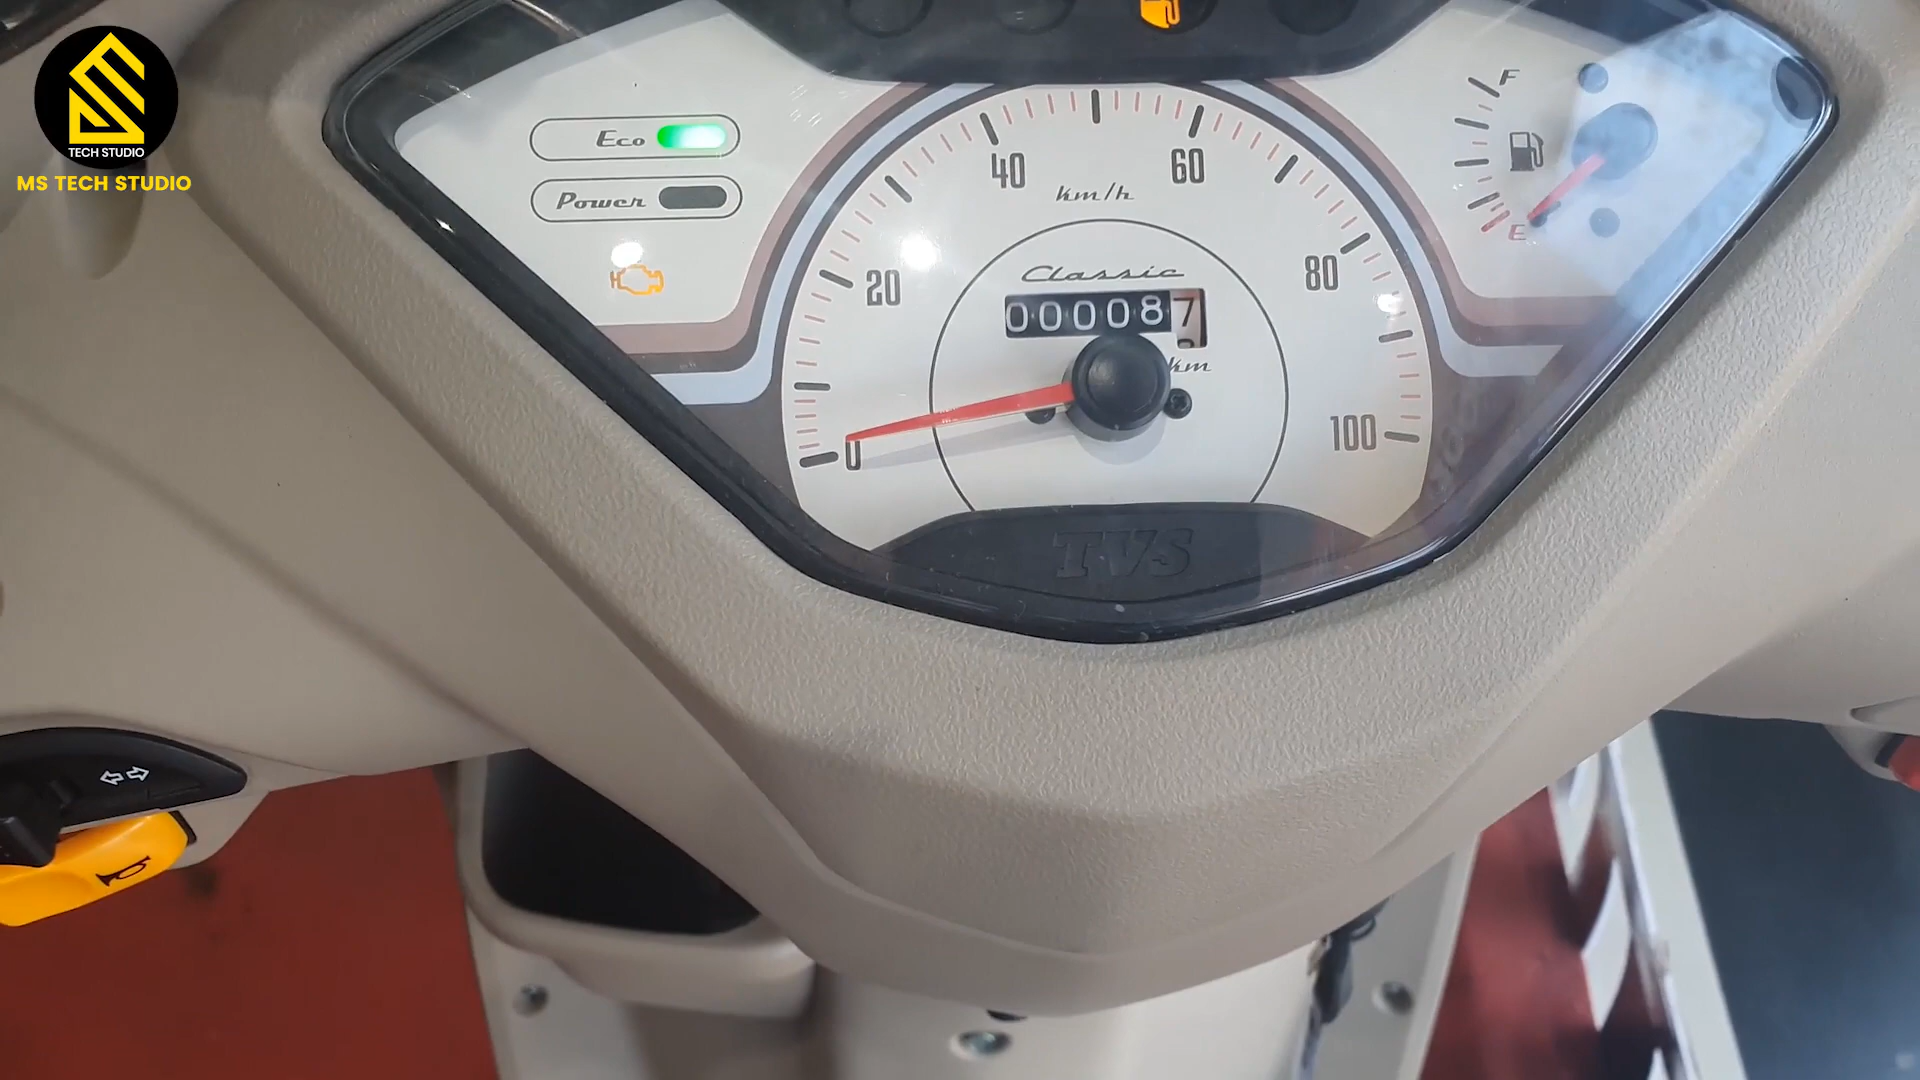 TECH STUDIO
MS TECH STUDIO
Eco
Power
F
E
0
20
40
60
80
100
km/h
Classic
000087
km
TVS